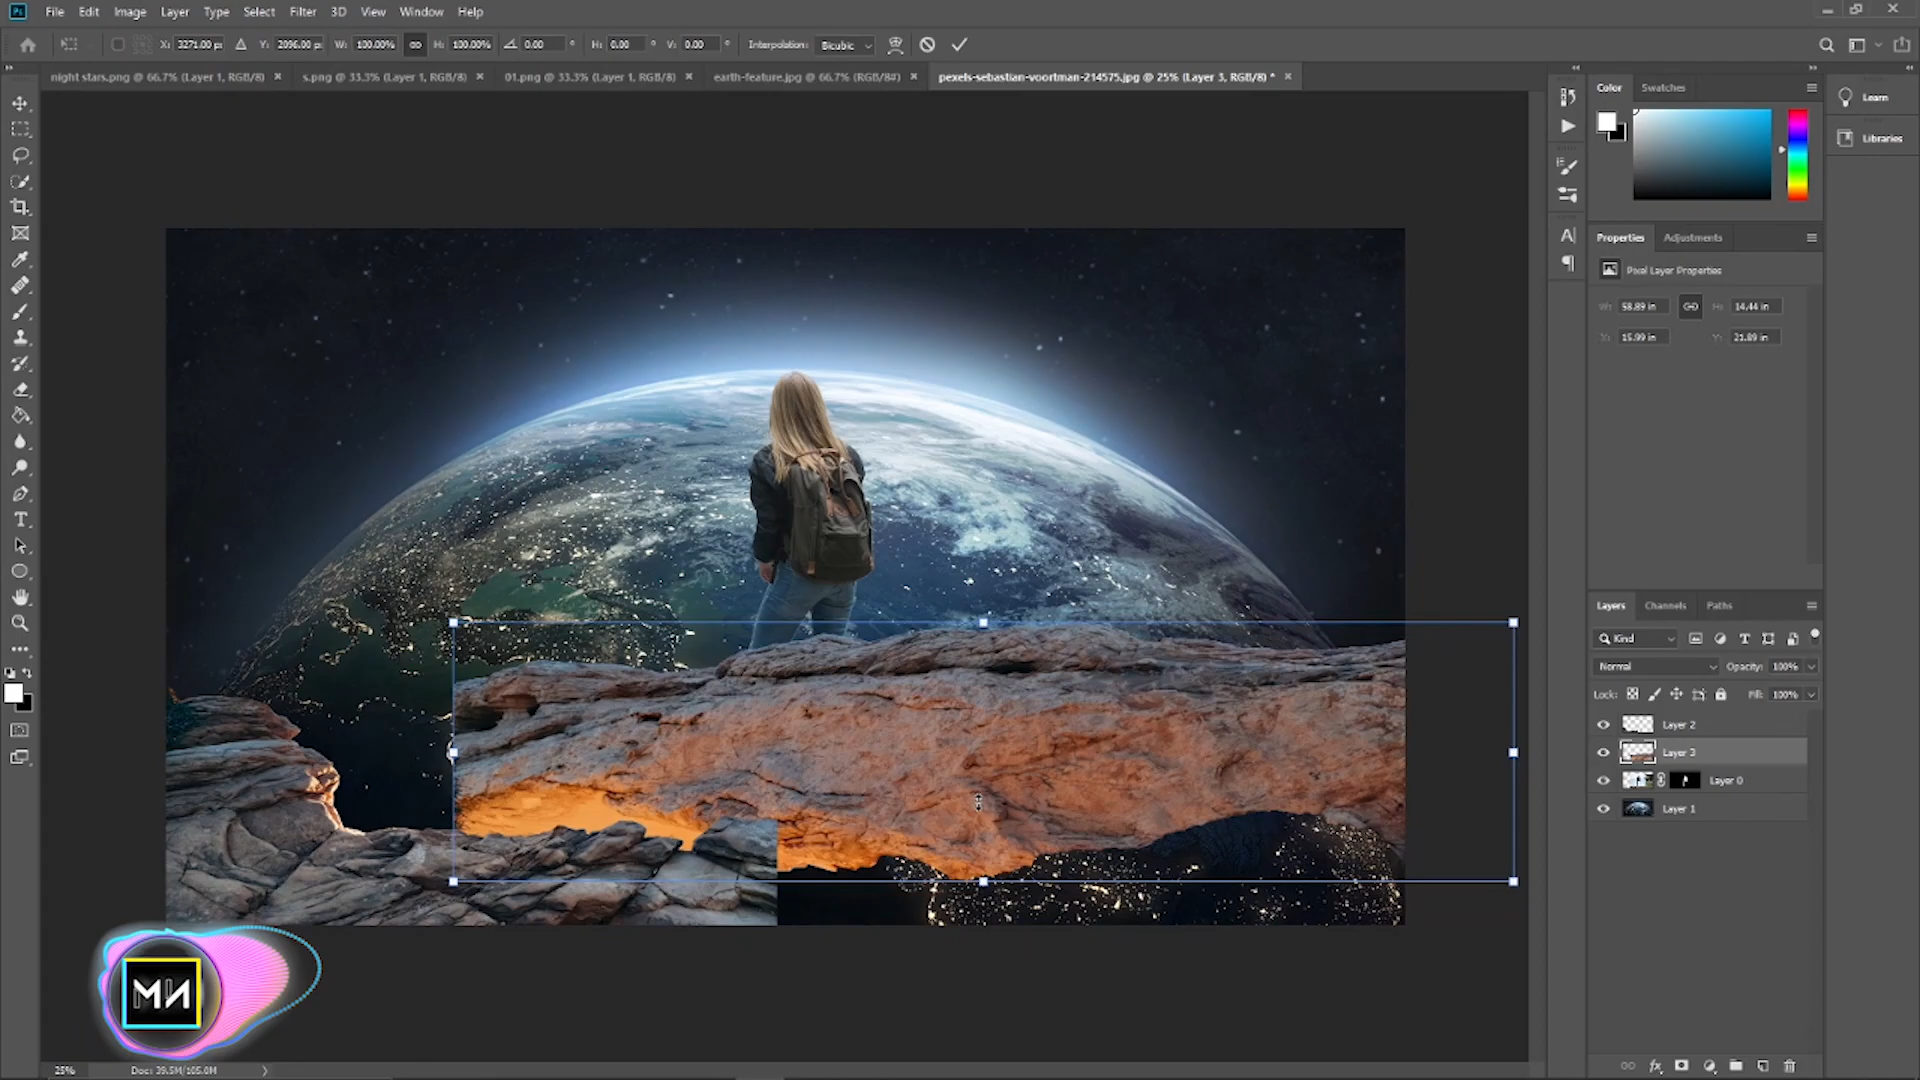 Ps File Edit Image Layer Type Select Filter 3D View Window Help
X: 3271.00 px Y: 2096.00 px W: 100.00% H: 100.00% 0.00 ° H: 0.00 ° V: 0.00 ° Interpolation: Bicubic
night stars.png @ 66.7% (Layer 1, RGB/8) × s.png @ 33.3% (Layer 1, RGB/8) × 01.png @ 33.3% (Layer 1, RGB/8) × earth-feature.jpg @ 66.7% (RGB/8#) × pexels-sebastian-voortman-214575.jpg @ 25% (Layer 3, RGB/8) * ×
Color Swatches
Learn
Libraries
Properties Adjustments
Pixel Layer Properties
W: 58.89 in H: 14.44 in
X: 15.99 in Y: 21.89 in
Layers Channels Paths
Kind
Normal Opacity: 100%
Lock: Fill: 100%
Layer 2
Layer 3
Layer 0
Layer 1
fx
MN
25% Doc: 39.5M/105.0M